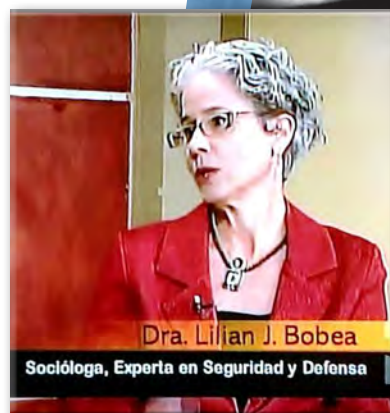 Dra. Lilian J. Bobea
Socióloga, Experta en Seguridad y Defensa